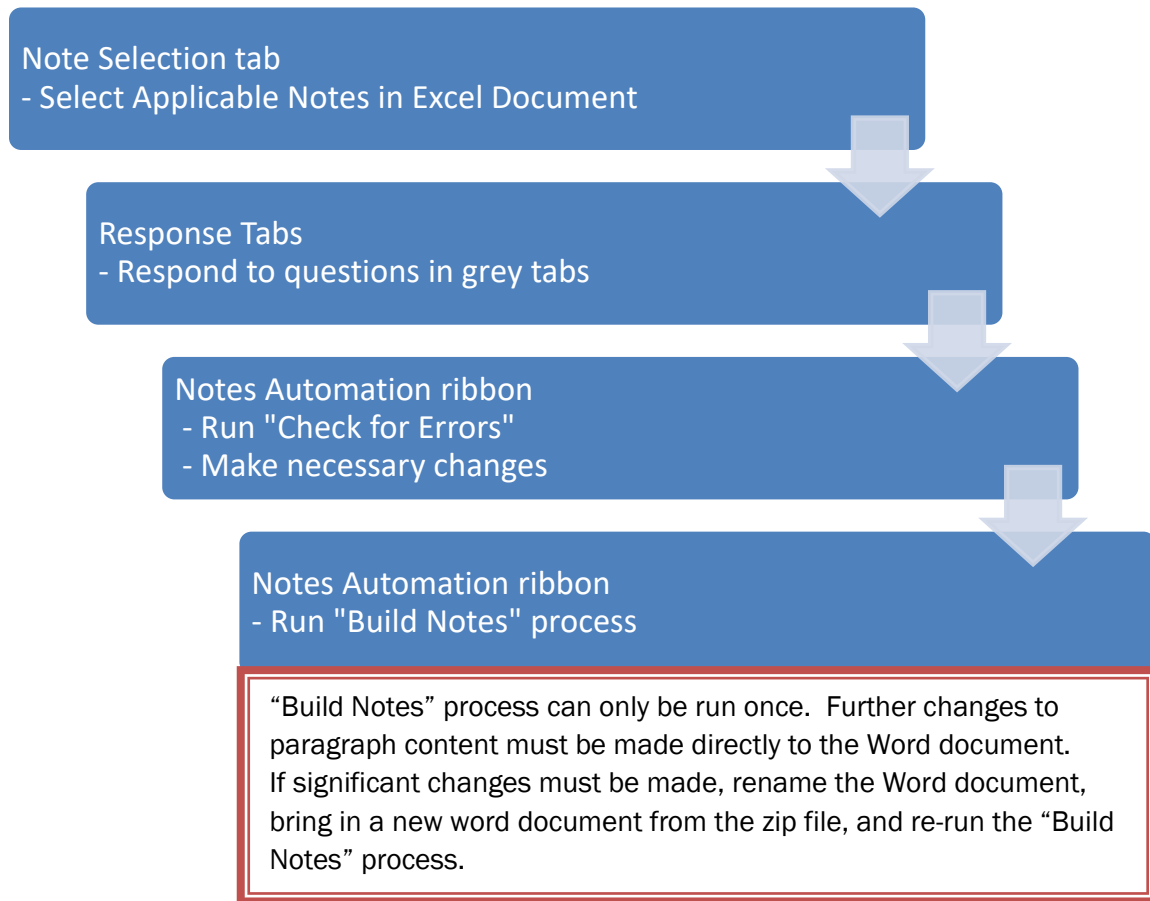 Note Selection tab
- Select Applicable Notes in Excel Document
Response Tabs
- Respond to questions in grey tabs
Notes Automation ribbon
- Run "Check for Errors"
- Make necessary changes
Notes Automation ribbon
- Run "Build Notes" process
“Build Notes” process can only be run once.  Further changes to
paragraph content must be made directly to the Word document.
If significant changes must be made, rename the Word document,
bring in a new word document from the zip file, and re-run the “Build
Notes” process.